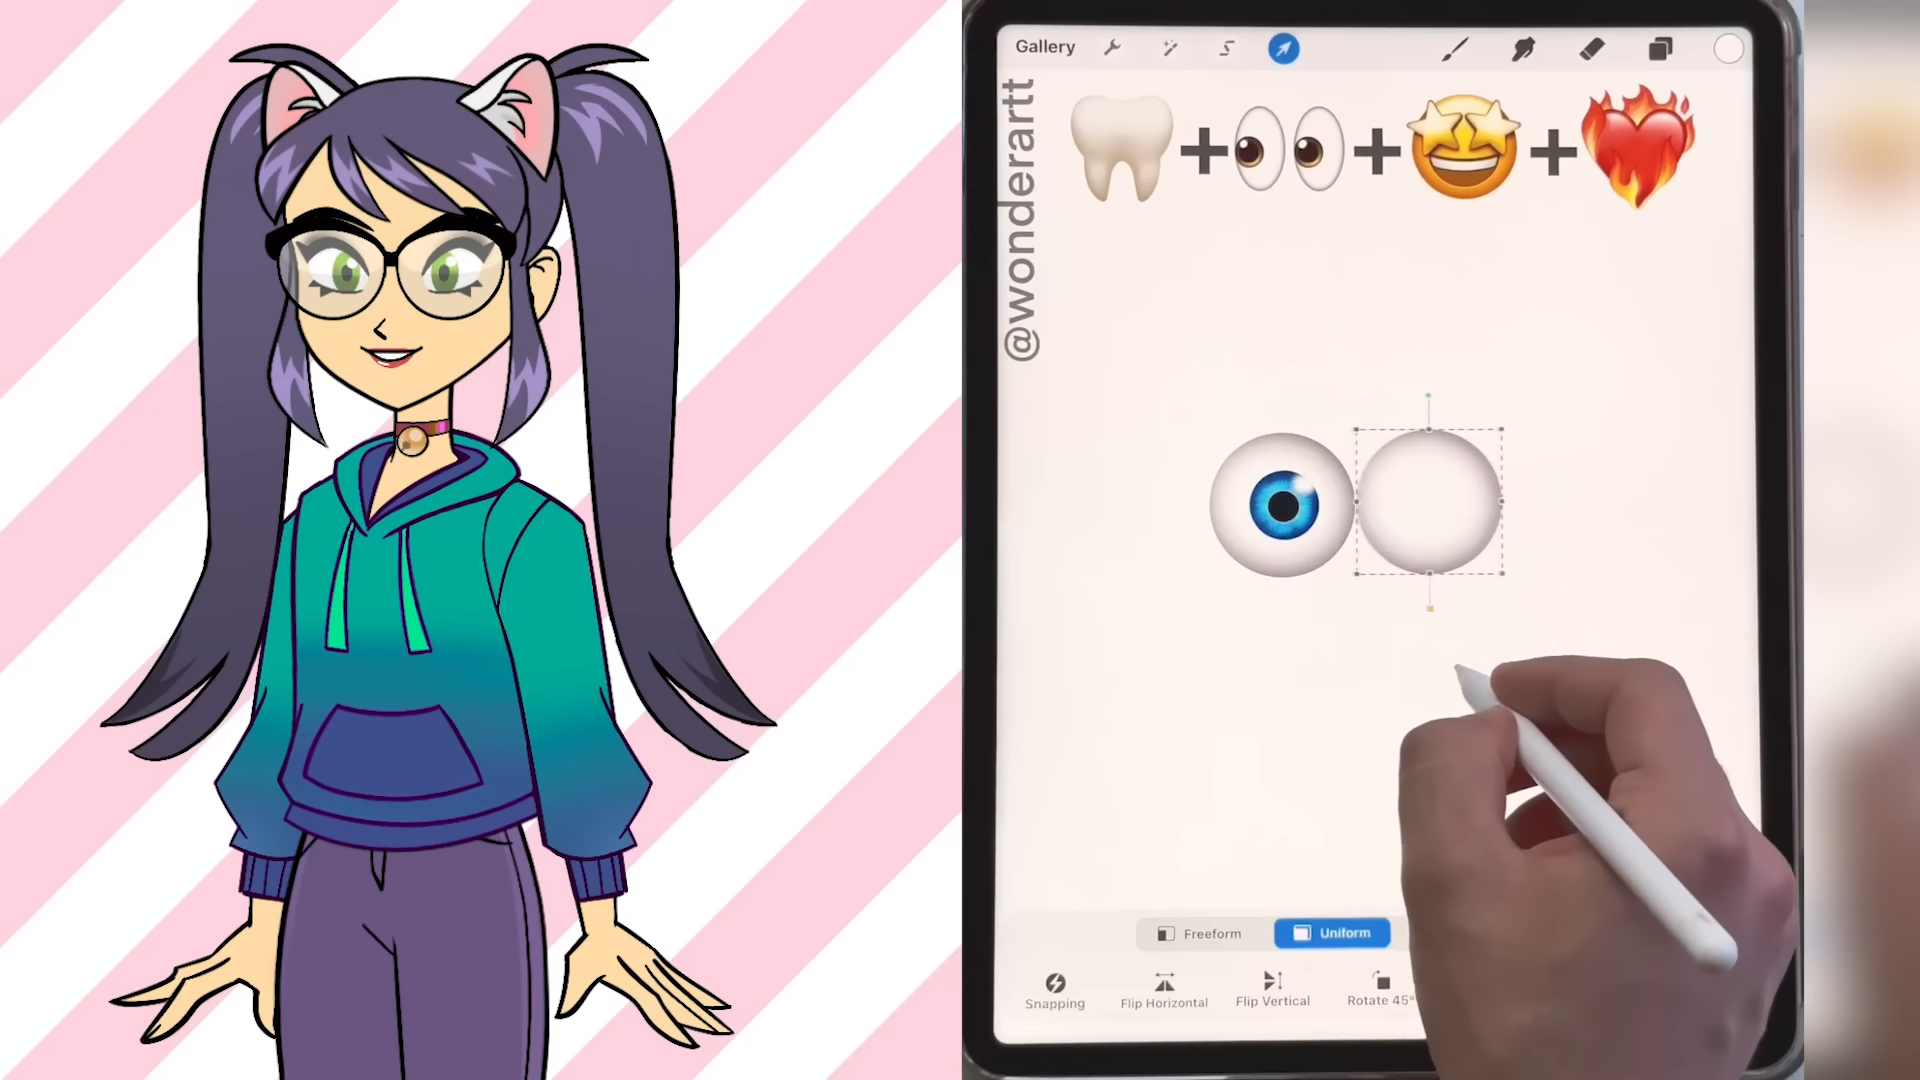 Gallery
@wonderartt
Freeform
Uniform
Snapping
Flip Horizontal
Flip Vertical
Rotate 45°